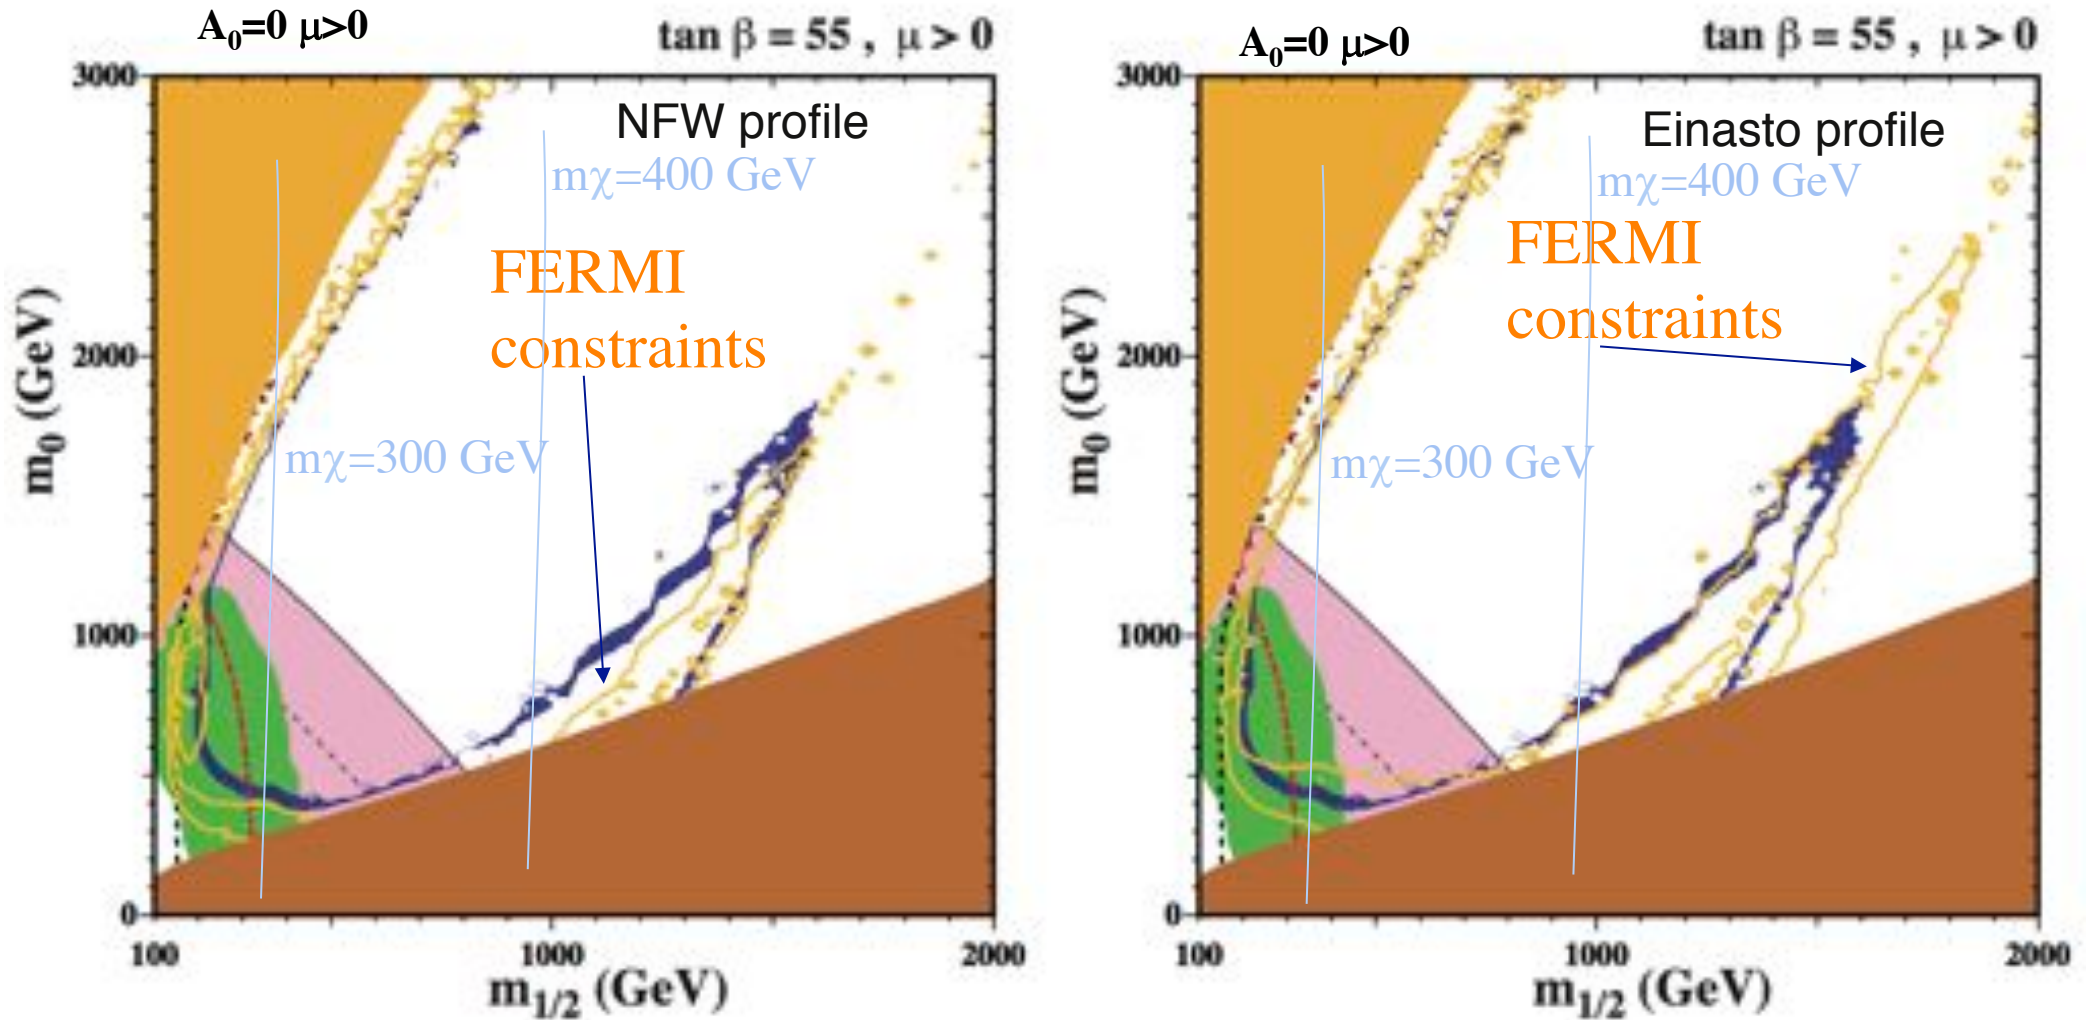 A₀=0 μ>0
tan β = 55 , μ > 0
3000
NFW profile
mχ=400 GeV
FERMI
constraints
2000
mχ=300 GeV
1000
0
100
1000
2000
m₀ (GeV)
m₁/₂ (GeV)
A₀=0 μ>0
tan β = 55 , μ > 0
3000
Einasto profile
mχ=400 GeV
FERMI
constraints
2000
mχ=300 GeV
1000
0
100
1000
2000
m₀ (GeV)
m₁/₂ (GeV)